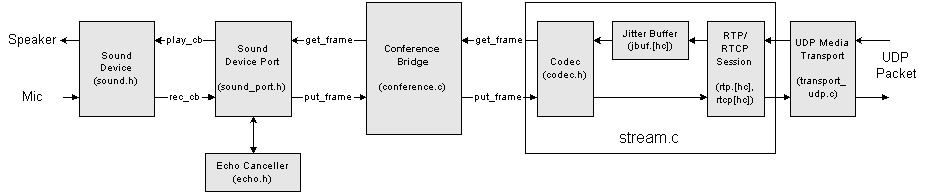 Speaker
Mic
Sound
Device
(sound.h)
play_cb
rec_cb
Sound
Device Port
(sound_port.h)
Echo Canceller
(echo.h)
get_frame
put_frame
Conference
Bridge
(conference.c)
get_frame
put_frame
Codec
(codec.h)
Jitter Buffer
(jbuf.[hc]
RTP/
RTCP
Session
(rtp.[hc],
rtcp[hc])
stream.c
UDP Media
Transport
(transport_
udp.c)
UDP
Packet